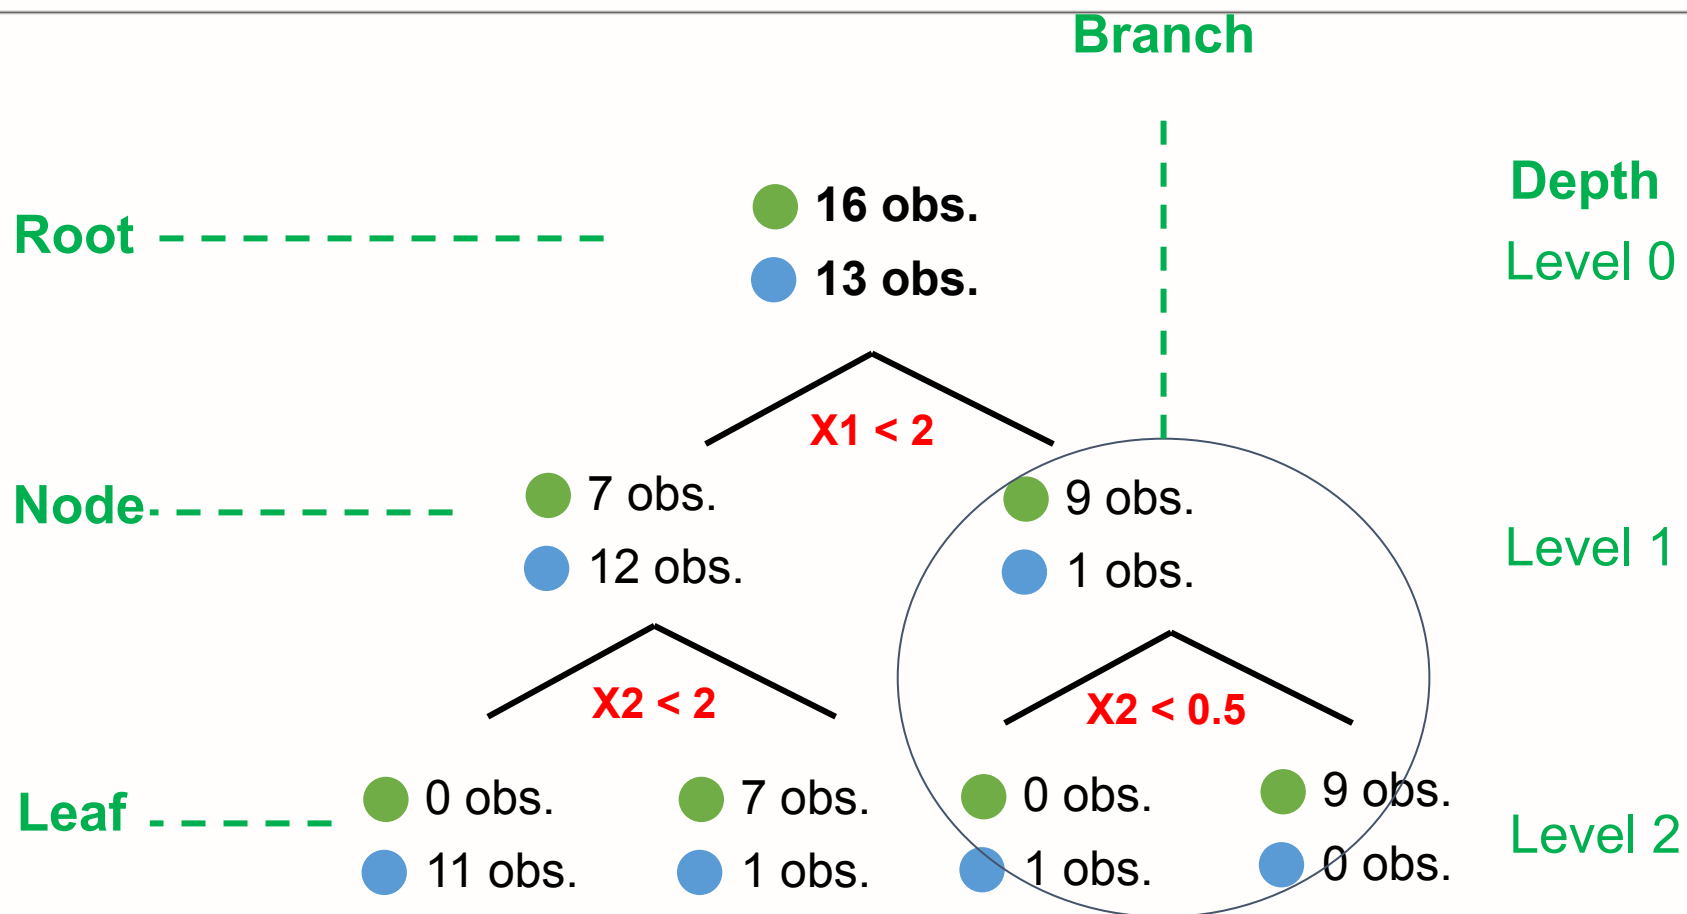 Branch
16 obs.
Depth
Root
13 obs.
Level 0
X1 < 2
Node
7 obs.
9 obs.
12 obs.
1 obs.
Level 1
X2 < 2
X2 < 0.5
Leaf
0 obs.
7 obs.
0 obs.
9 obs.
Level 2
11 obs.
1 obs.
1 obs.
0 obs.